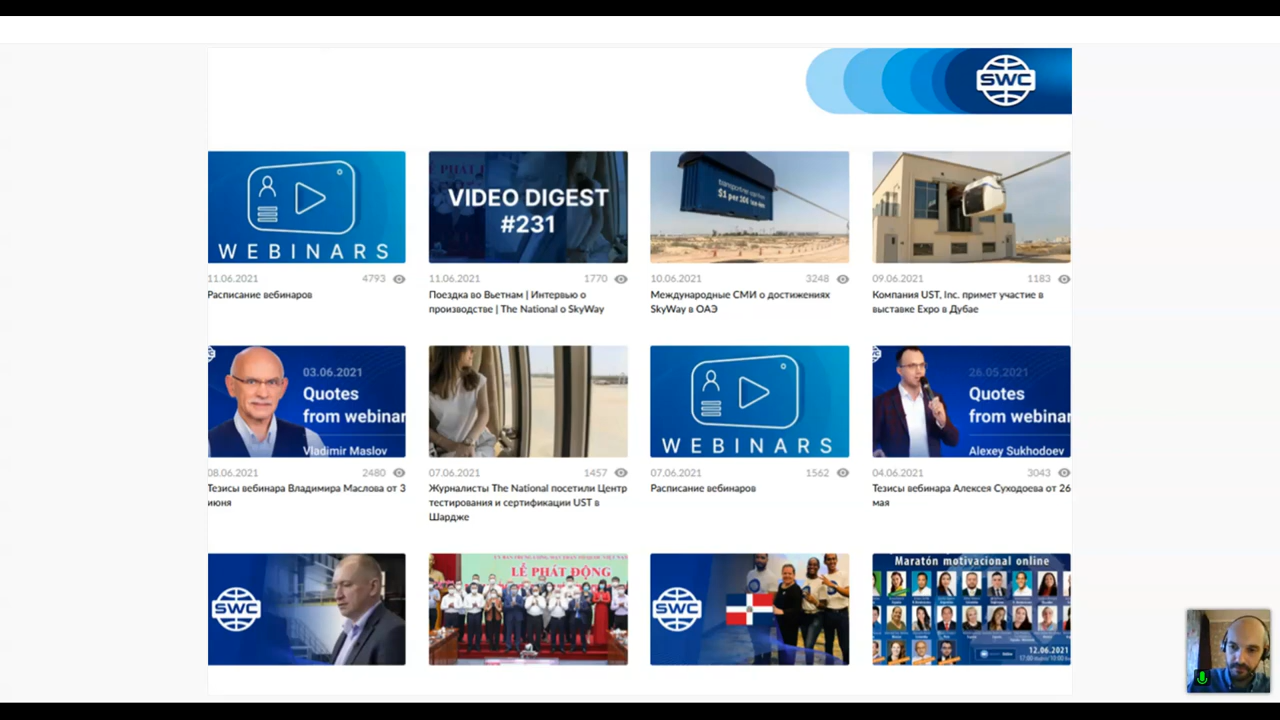 SWC
WEBINARS
VIDEO DIGEST
#231
$1 per 30t
11.06.2021 4793
11.06.2021 1770
10.06.2021 3248
09.06.2021 1183
Расписание вебинаров
Поездка во Вьетнам | Интервью о
производстве | The National о SkyWay
Международные СМИ о достижениях
SkyWay в ОАЭ
Компания UST, Inc. примет участие в
выставке Expo в Дубае
03.06.2021
Quotes
from webinar
Vladimir Maslov
WEBINARS
26.05.2021
Quotes
from webinar
Alexey Sukhodoev
08.06.2021 2480
07.06.2021 1457
07.06.2021 1562
04.06.2021 3043
Тезисы вебинара Владимира Маслова от 3
июня
Журналисты The National посетили Центр
тестирования и сертификации UST в
Шардже
Расписание вебинаров
Тезисы вебинара Алексея Суходоева от 26
мая
SWC
LỄ PHÁT ĐỘNG
SWC
Maratón motivacional online
12.06.2021